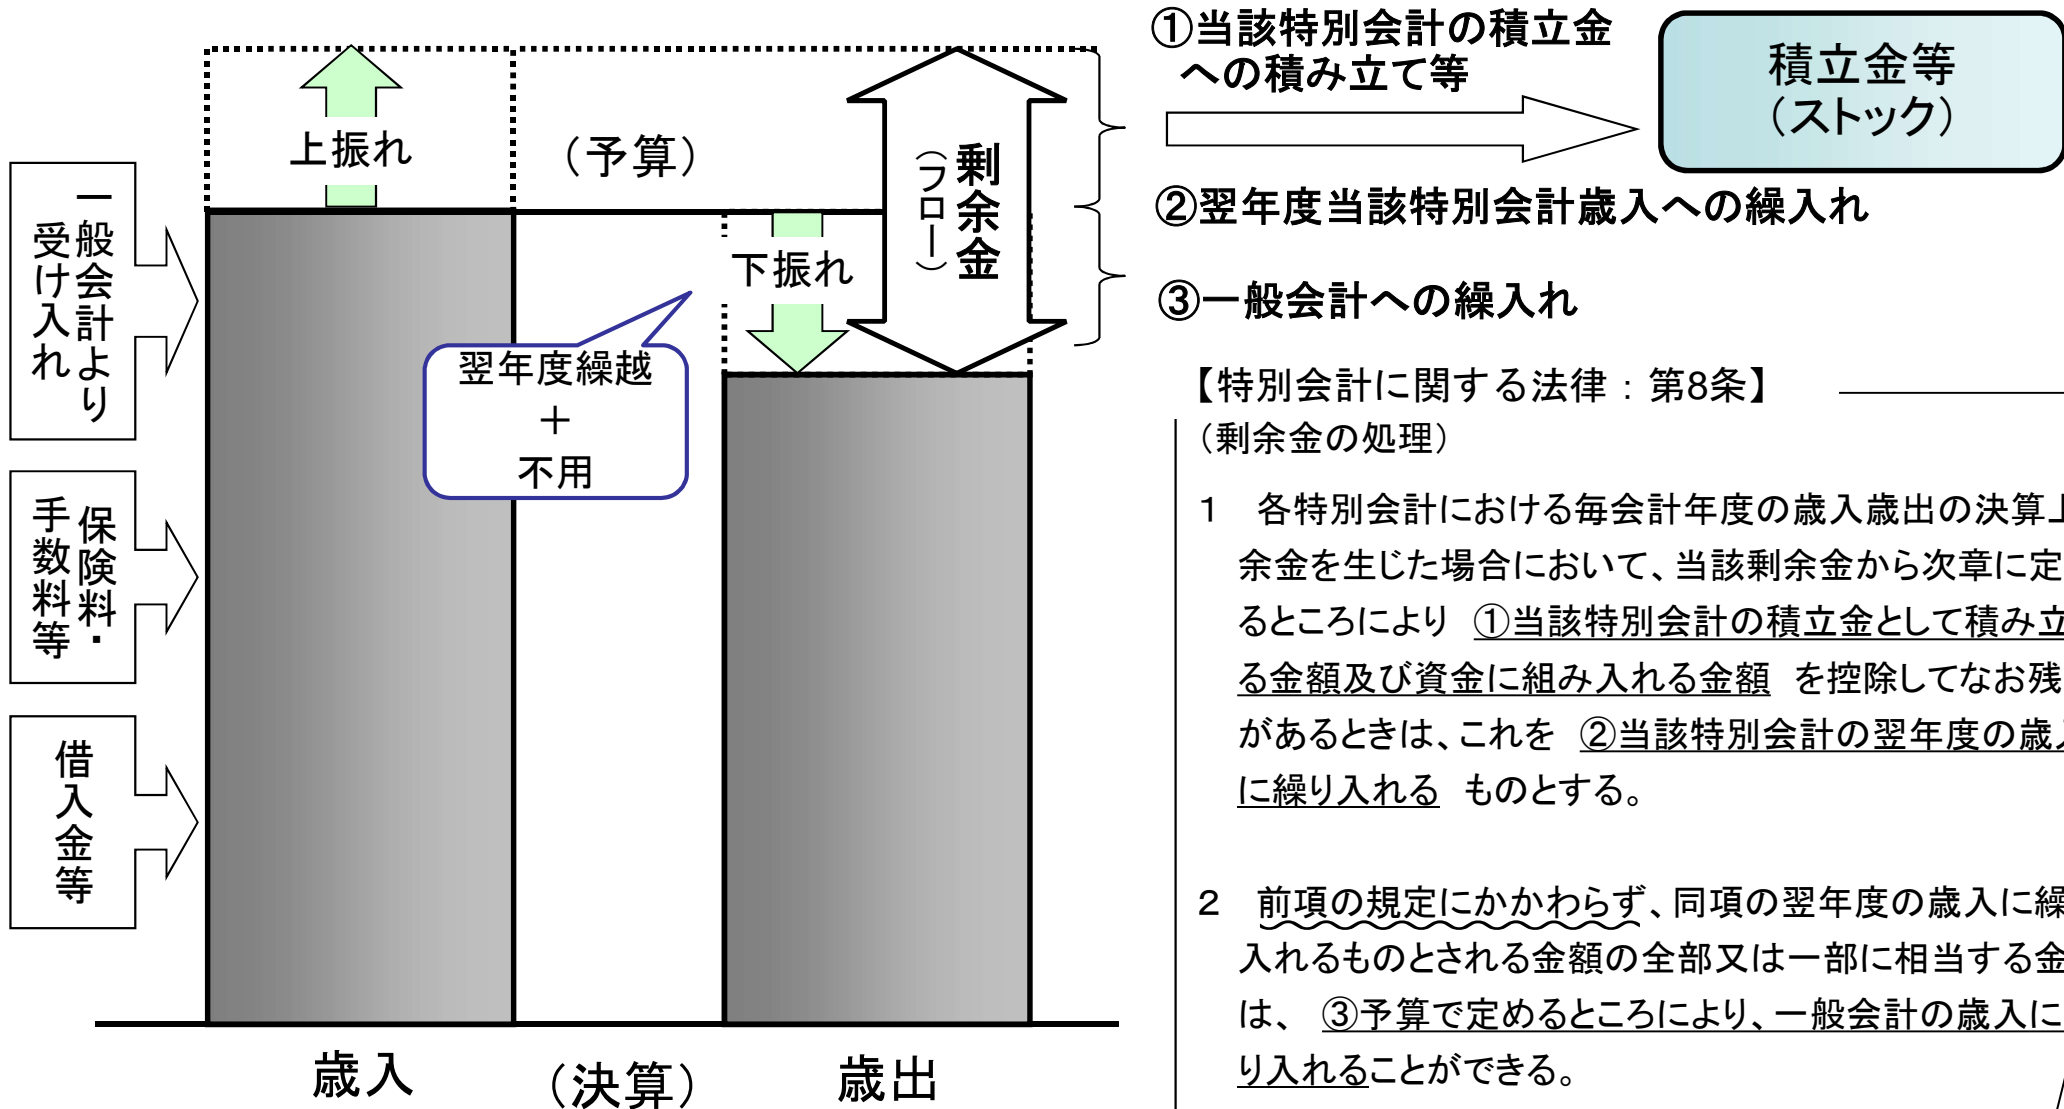 ①当該特別会計の積立金
への積み立て等
積立金等
（ストック）
②翌年度当該特別会計歳入への繰入れ
③一般会計への繰入れ
上振れ
（予算）
剰余金
（フロー）
下振れ
翌年度繰越
＋
不用
一般会計より
受け入れ
保険料・
手数料等
借入金等
歳入
（決算）
歳出
【特別会計に関する法律：第8条】
（剰余金の処理）
１　各特別会計における毎会計年度の歳入歳出の決算上
余金を生じた場合において、当該剰余金から次章に定
るところにより　①当該特別会計の積立金として積み立
る金額及び資金に組み入れる金額　を控除してなお残
があるときは、これを　②当該特別会計の翌年度の歳入
に繰り入れる　ものとする。
２　前項の規定にかかわらず、同項の翌年度の歳入に繰
入れるものとされる金額の全部又は一部に相当する金
は、　③予算で定めるところにより、一般会計の歳入に
り入れることができる。